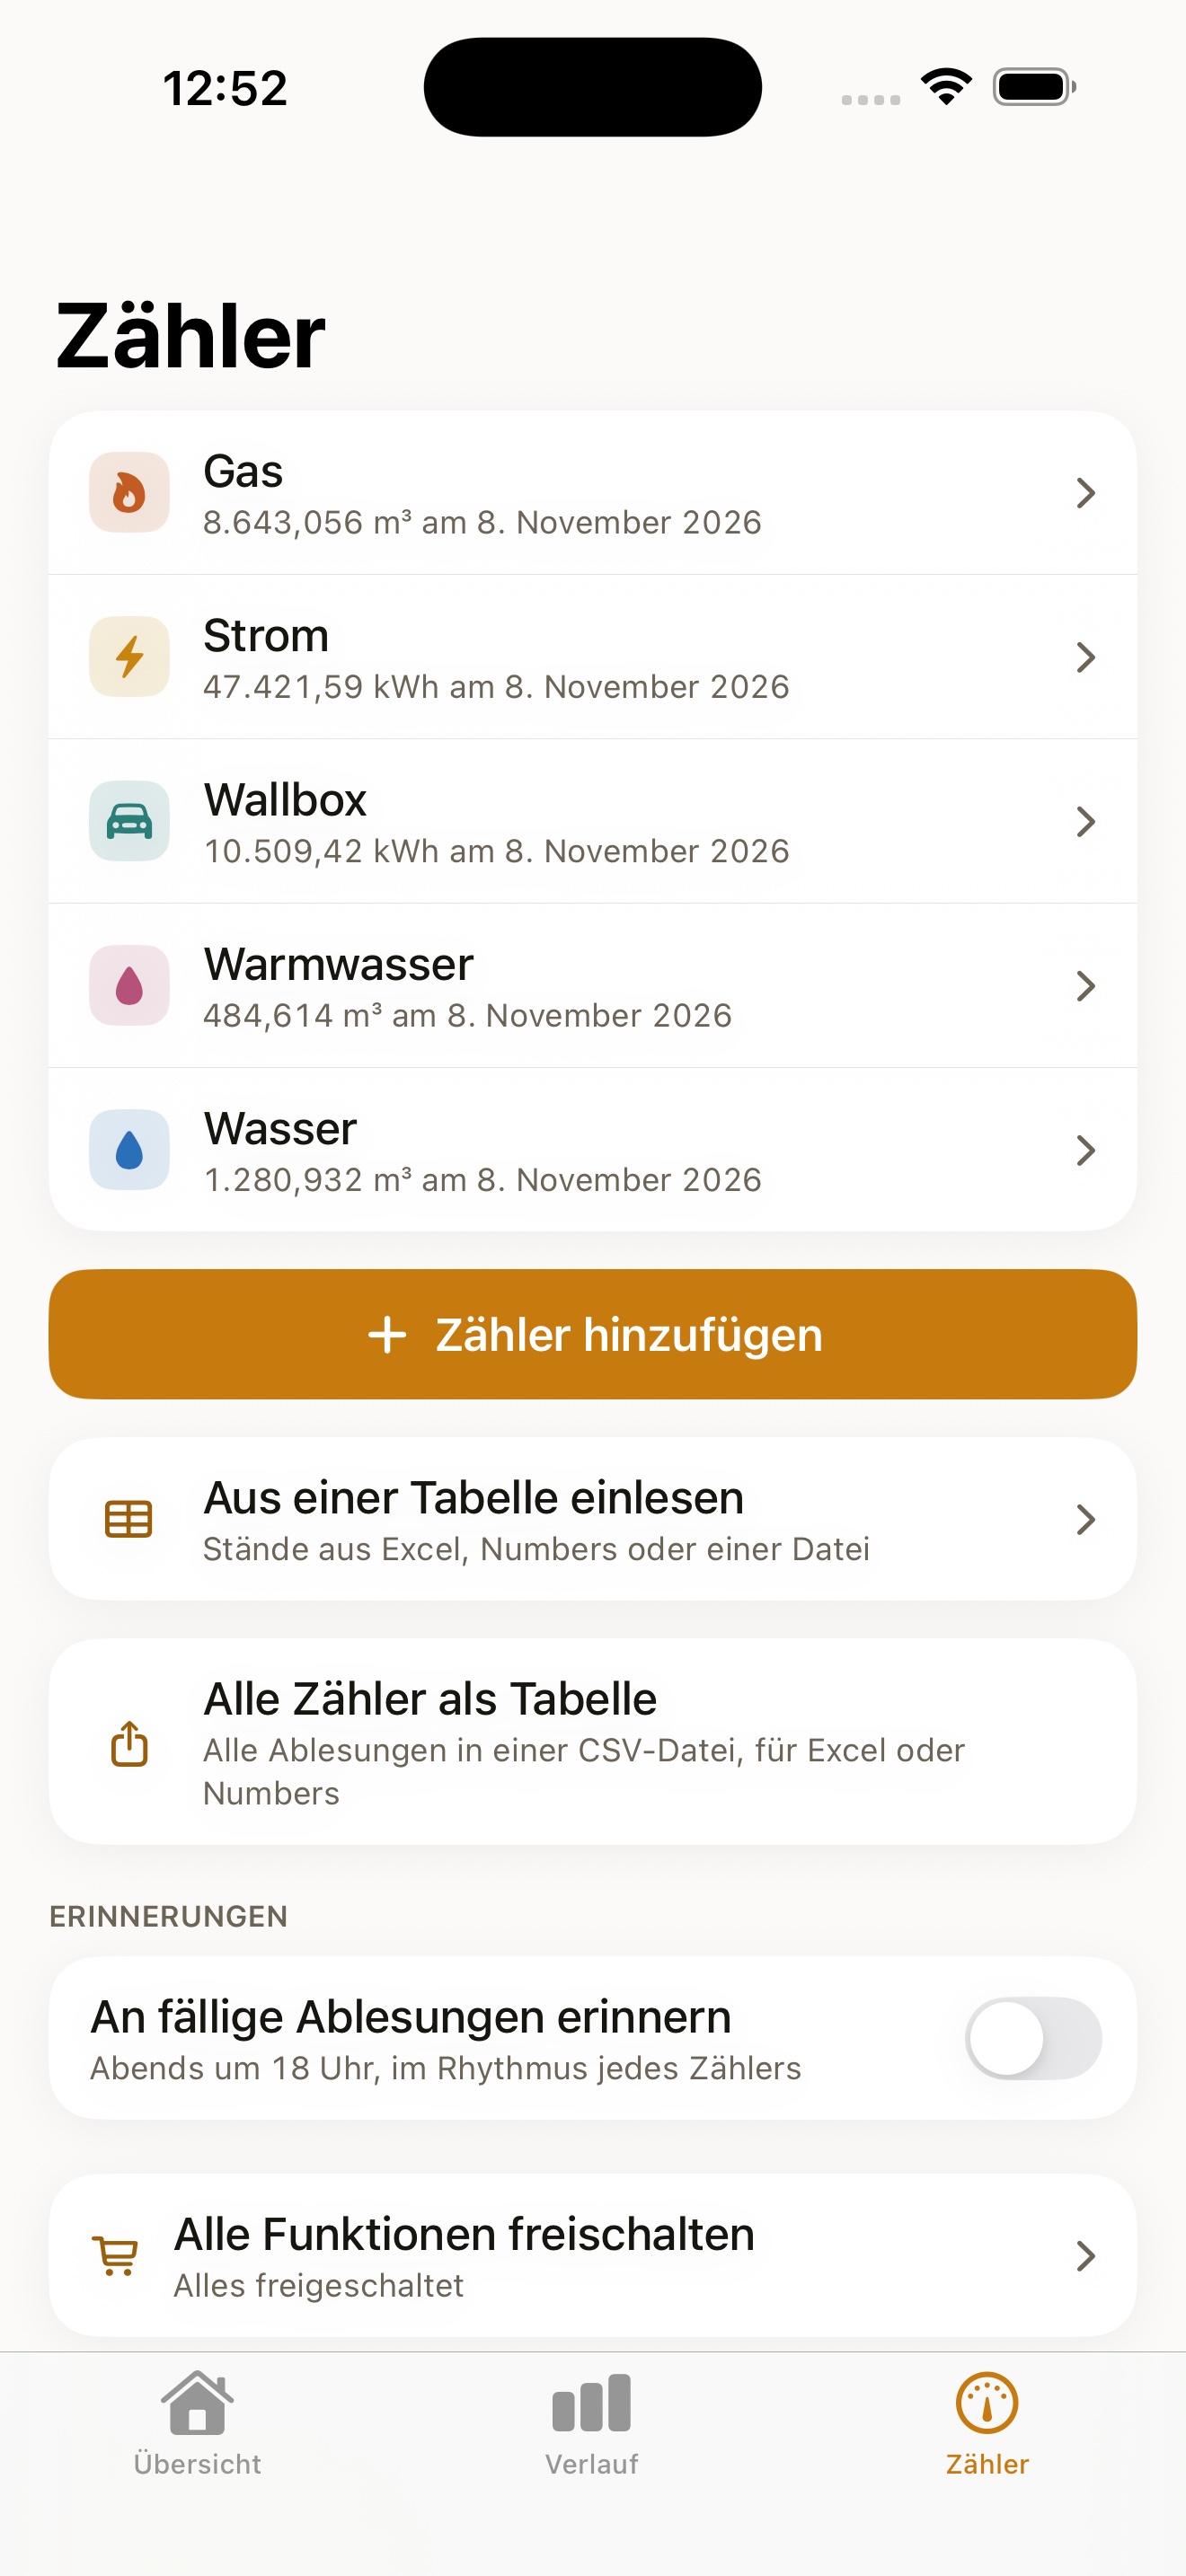 12:52
Zähler
Gas
8.643,056 m³ am 8. November 2026
Strom
47.421,59 kWh am 8. November 2026
Wallbox
10.509,42 kWh am 8. November 2026
Warmwasser
484,614 m³ am 8. November 2026
Wasser
1.280,932 m³ am 8. November 2026
+ Zähler hinzufügen
Aus einer Tabelle einlesen
Stände aus Excel, Numbers oder einer Datei
Alle Zähler als Tabelle
Alle Ablesungen in einer CSV-Datei, für Excel oder
Numbers
ERINNERUNGEN
An fällige Ablesungen erinnern
Abends um 18 Uhr, im Rhythmus jedes Zählers
Alle Funktionen freischalten
Alles freigeschaltet
Übersicht
Verlauf
Zähler